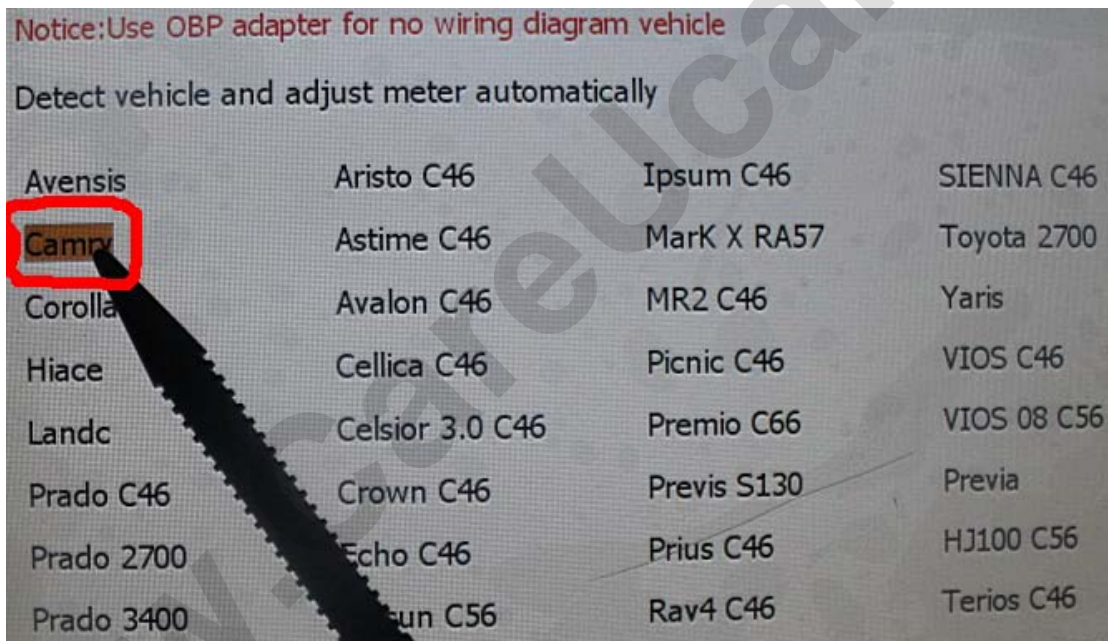 Notice:Use OBP adapter for no wiring diagram vehicle
Detect vehicle and adjust meter automatically
Avensis Aristo C46 Ipsum C46 SIENNA C46
Camry Astime C46 MarK X RA57 Toyota 2700
Corolla Avalon C46 MR2 C46 Yaris
Hiace Cellica C46 Picnic C46 VIOS C46
Landc Celsior 3.0 C46 Premio C66 VIOS 08 C56
Prado C46 Crown C46 Previs S130 Previa
Prado 2700 Echo C46 Prius C46 HJ100 C56
Prado 3400 C56 Rav4 C46 Terios C46